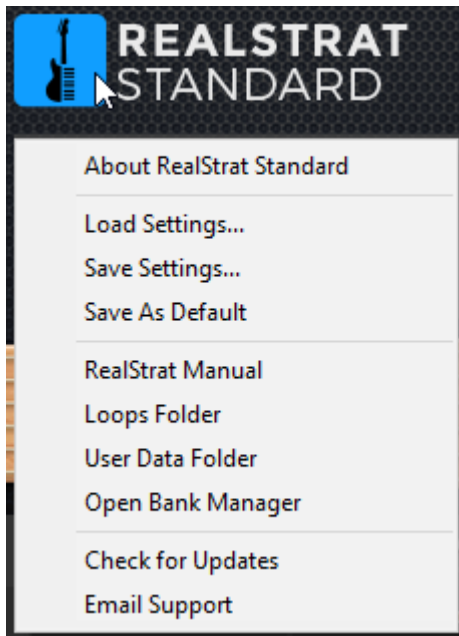 REALSTRAT
STANDARD
About RealStrat Standard
Load Settings...
Save Settings...
Save As Default
RealStrat Manual
Loops Folder
User Data Folder
Open Bank Manager
Check for Updates
Email Support